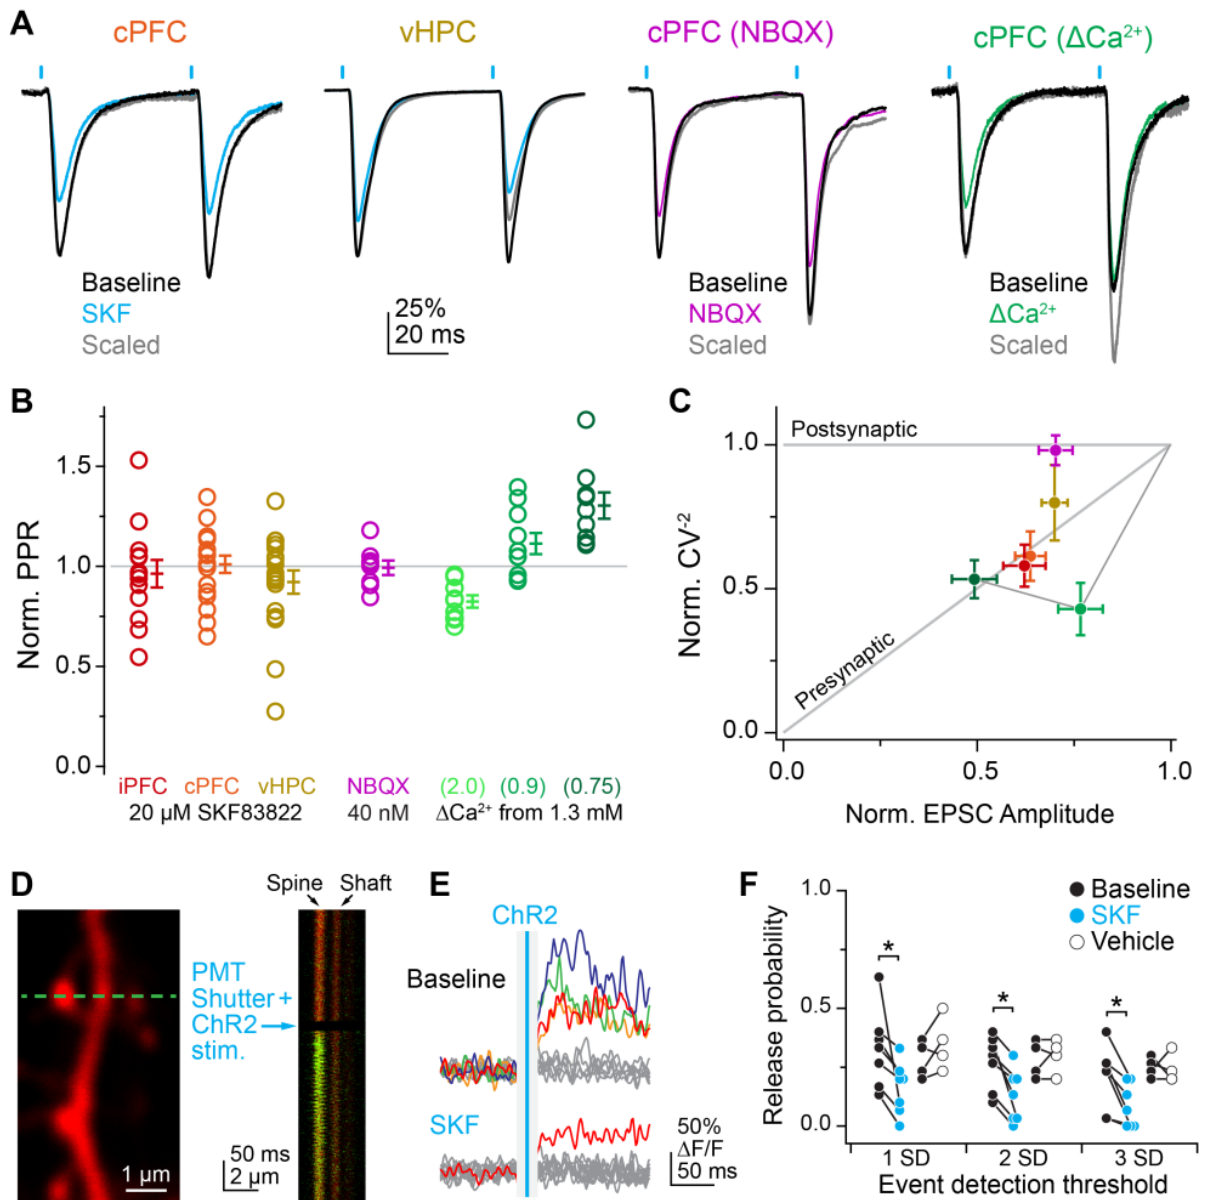 A
cPFC
vHPC
cPFC (NBQX)
cPFC (ΔCa²⁺)
Baseline
SKF
Scaled
25%
20 ms
Baseline
NBQX
Scaled
Baseline
ΔCa²⁺
Scaled
B
Norm. PPR
1.5
1.0
0.5
0.0
iPFC cPFC vHPC NBQX (2.0) (0.9) (0.75)
20 µM SKF83822 40 nM ΔCa²⁺ from 1.3 mM
C
Norm. CV⁻²
1.0
0.5
0.0
Postsynaptic
Presynaptic
0.0 0.5 1.0
Norm. EPSC Amplitude
D
Spine Shaft
PMT
Shutter +
ChR2
stim.
1 µm
50 ms
2 µm
E
ChR2
Baseline
SKF
50%
ΔF/F
50 ms
F
Release probability
1.0
0.5
0.0
Baseline
SKF
Vehicle
* * *
1 SD 2 SD 3 SD
Event detection threshold